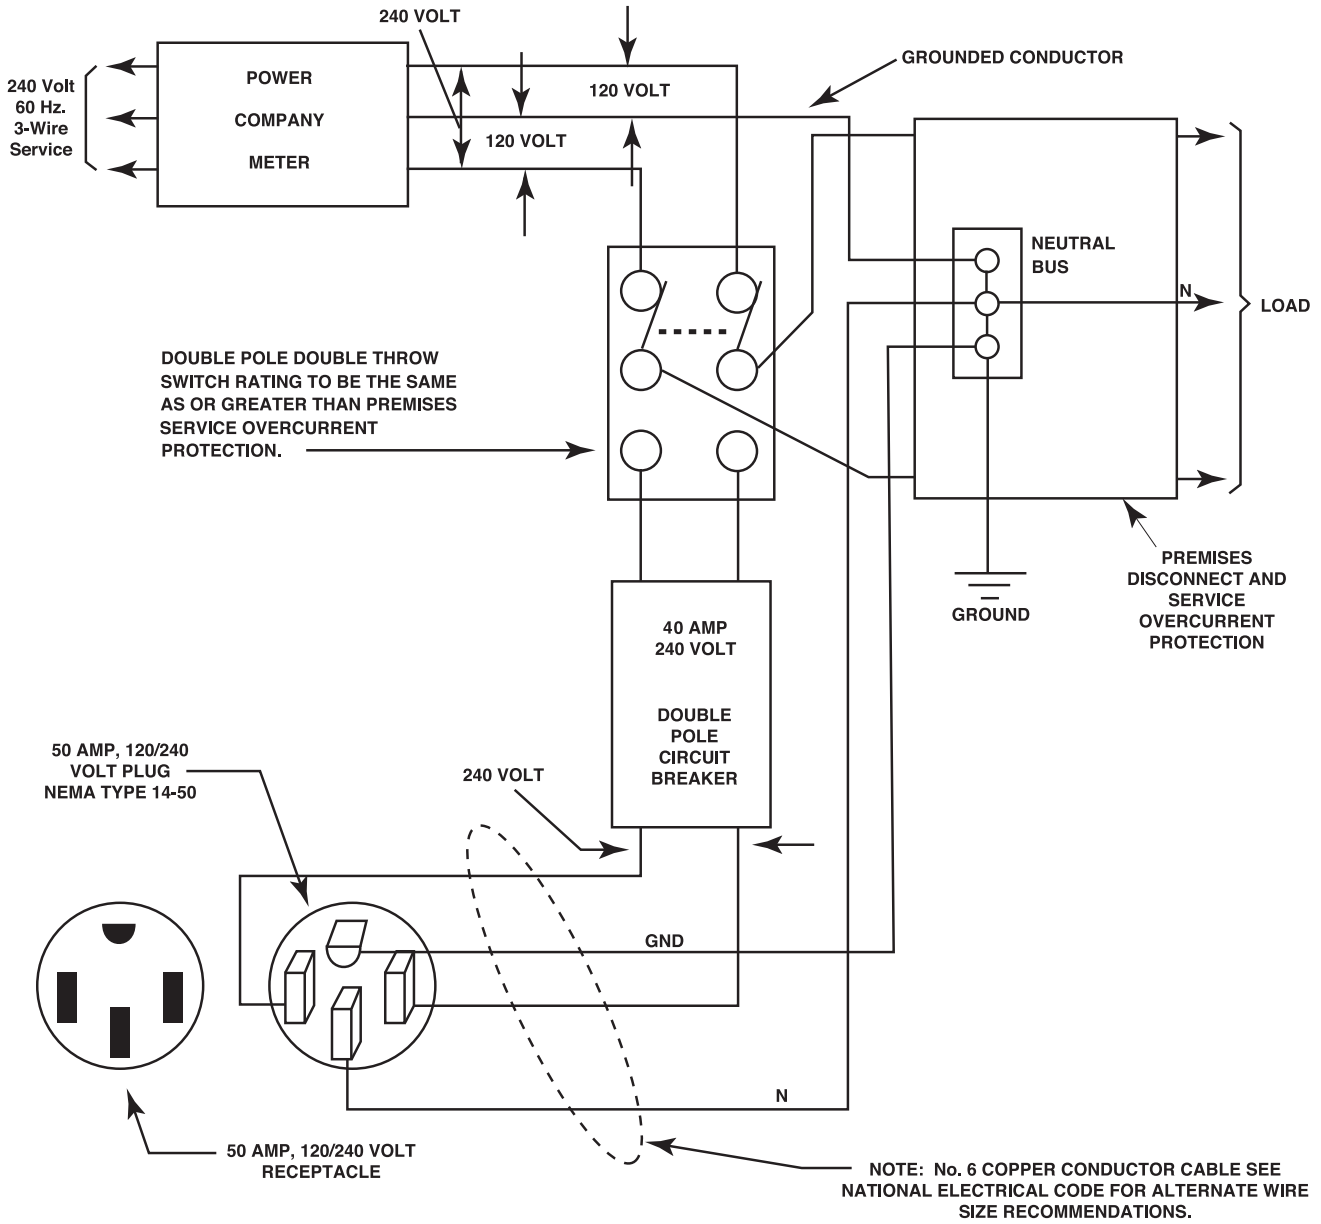 240 VOLT
GROUNDED CONDUCTOR
240 Volt
60 Hz.
3-Wire
Service
POWER
COMPANY
METER
120 VOLT
120 VOLT
NEUTRAL
BUS
N
LOAD
DOUBLE POLE DOUBLE THROW
SWITCH RATING TO BE THE SAME
AS OR GREATER THAN PREMISES
SERVICE OVERCURRENT
PROTECTION.
PREMISES
DISCONNECT AND
SERVICE
OVERCURRENT
PROTECTION
GROUND
40 AMP
240 VOLT
DOUBLE
POLE
CIRCUIT
BREAKER
50 AMP, 120/240
VOLT PLUG
NEMA TYPE 14-50
240 VOLT
GND
N
50 AMP, 120/240 VOLT
RECEPTACLE
NOTE: No. 6 COPPER CONDUCTOR CABLE SEE
NATIONAL ELECTRICAL CODE FOR ALTERNATE WIRE
SIZE RECOMMENDATIONS.